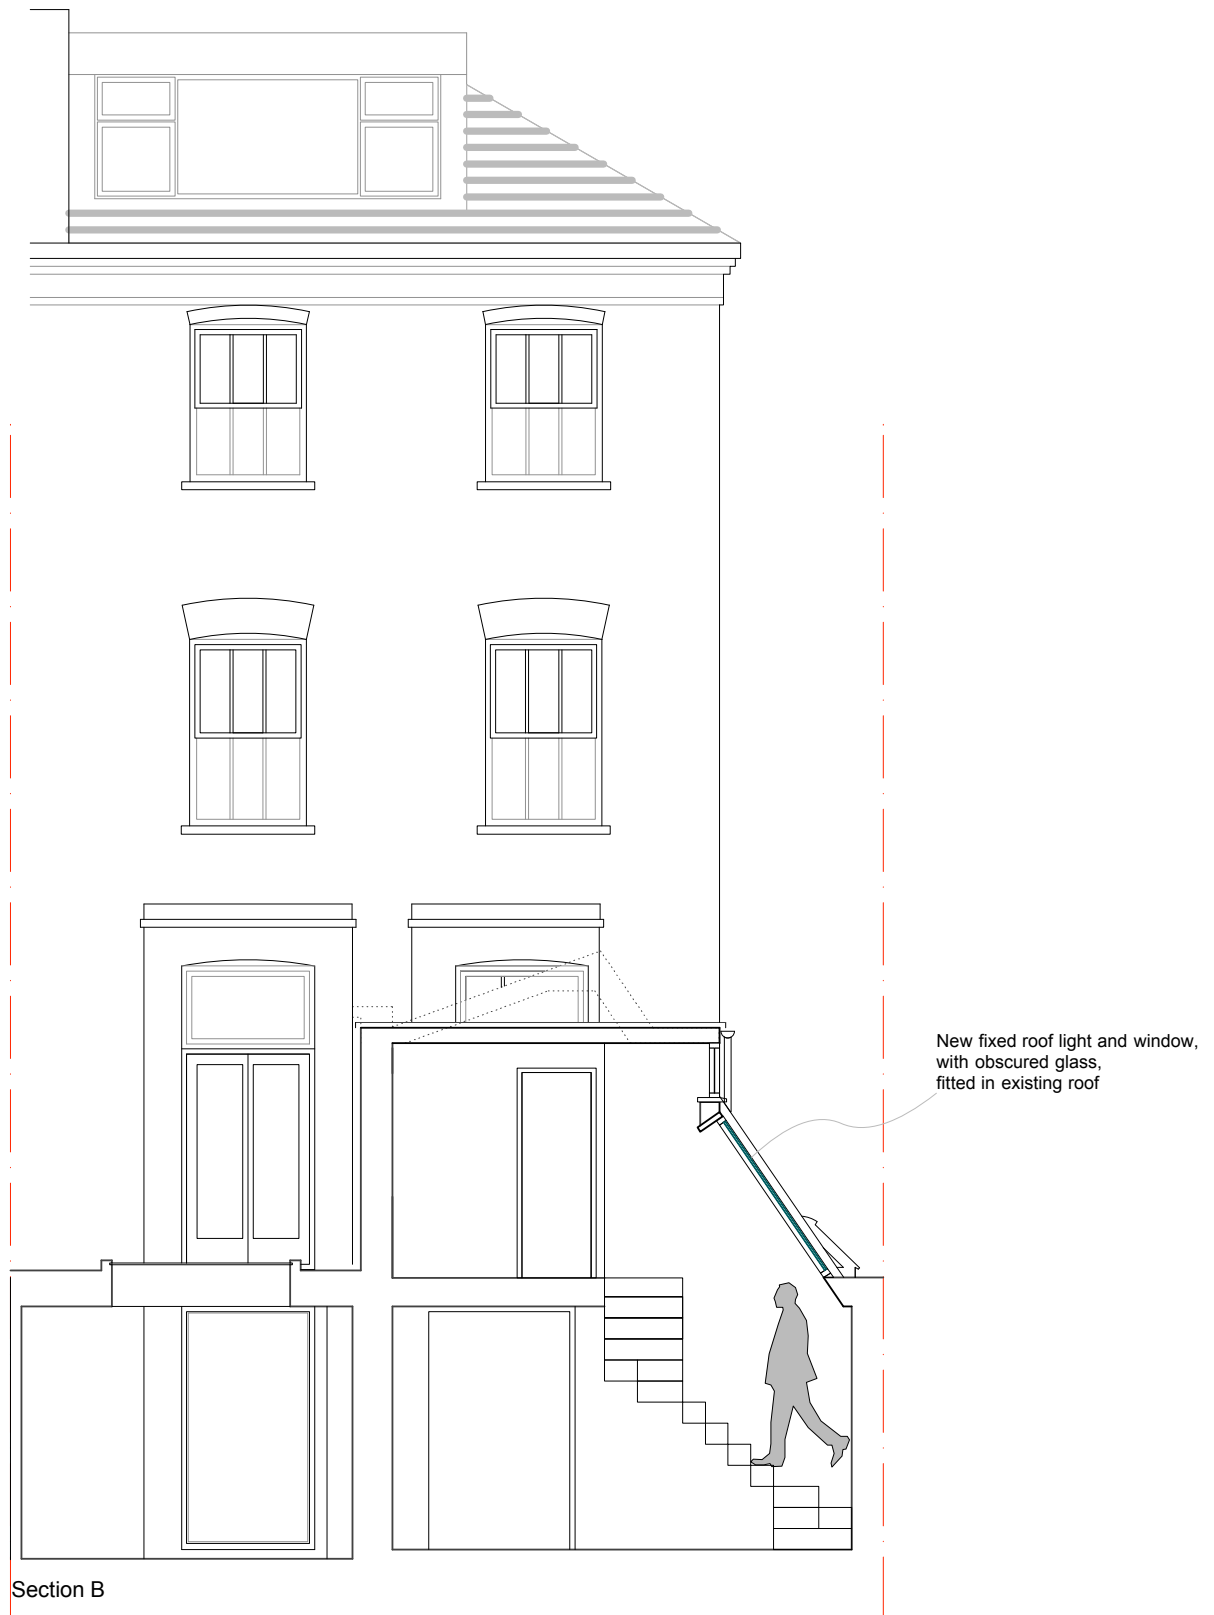 New fixed roof light and window,
with obscured glass,
fitted in existing roof
Section B